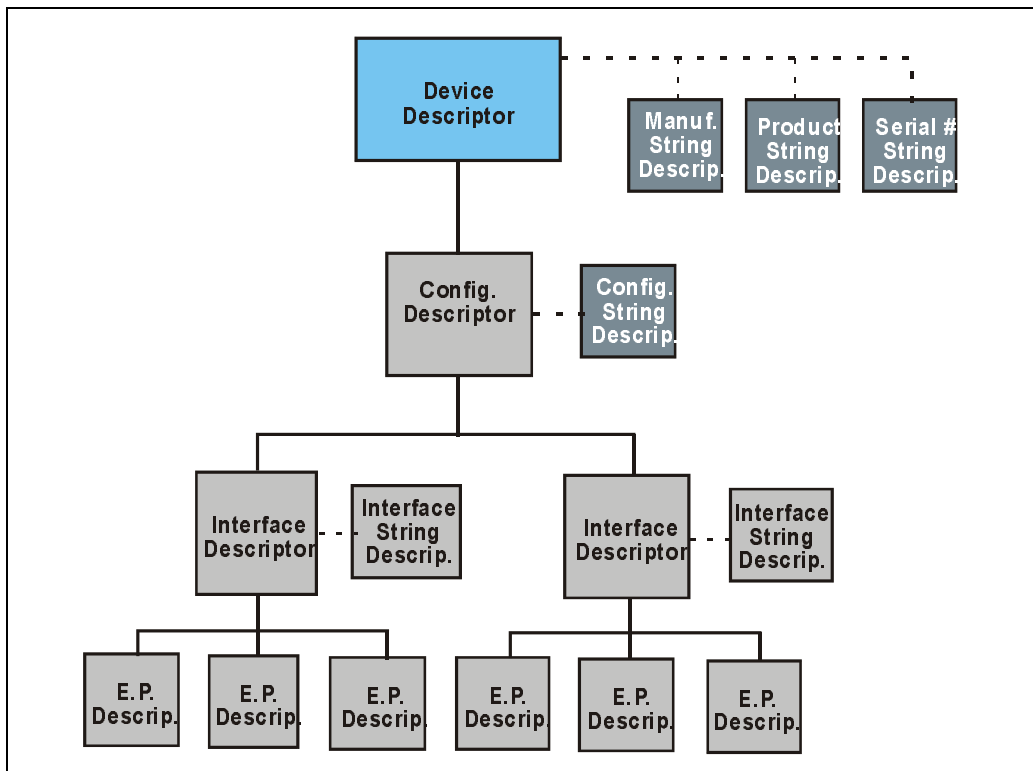 Device
Descriptor
Manuf.
String
Descrip.
Product
String
Descrip.
Serial #
String
Descrip.
Config.
Descriptor
Config.
String
Descrip.
Interface
Descriptor
Interface
String
Descrip.
Interface
Descriptor
Interface
String
Descrip.
E.P.
Descrip.
E.P.
Descrip.
E.P.
Descrip.
E.P.
Descrip.
E.P.
Descrip.
E.P.
Descrip.